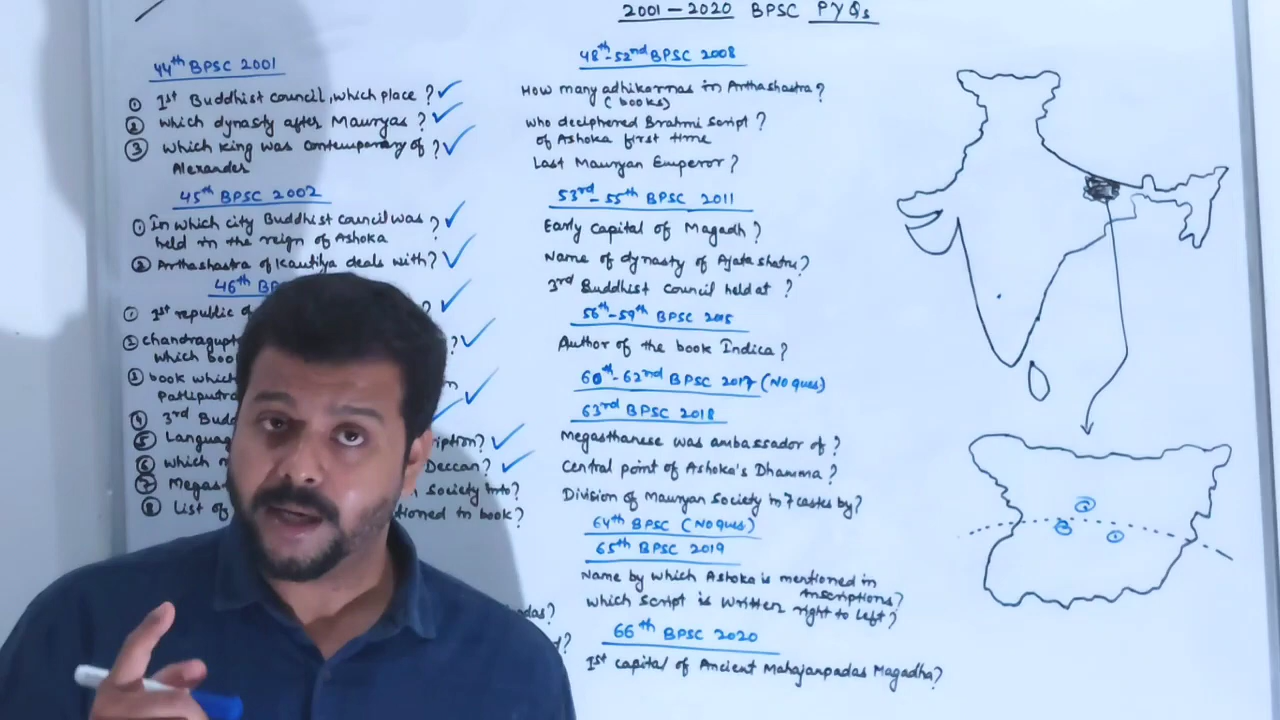 2001 - 2020 BPSC PYQs
44th BPSC 2001
① 1st Buddhist council, which place?
② which dynasty after Mauryas?
③ which king was contemporary of?
Alexander
45th BPSC 2002
① In which city Buddhist council was?
held in the reign of Ashoka
② Arthashastra of Kautilya deals with?
46th
① 1st republic
?
② chandragupt
?
which
③ book which
Patliputra
④ 3rd
⑤
?
⑥ which
Deccan?
⑦
society into?
⑧ List of
in book?
?
48th-52nd BPSC 2008
How many adhikarnas in Arthashastra?
(books)
who deciphered Brahmi script?
of Ashoka first time
Last Mauryan Emperor?
53rd-55th BPSC 2011
Early capital of Magadh?
Name of dynasty of Ajatashatru?
3rd Buddhist council held at?
56th-59th BPSC 2015
Author of the book Indica?
60th-62nd BPSC 2017 (No ques)
63rd BPSC 2018
Megasthanese was ambassador of?
Central point of Ashoka's Dhamma?
Division of Mauryan Society in 7 castes by?
64th BPSC (No ques)
65th BPSC 2019
Name by which Ashoka is mentioned in
inscriptions?
which script is written right to left?
66th BPSC 2020
1st capital of Ancient Mahajanpadas Magadha?